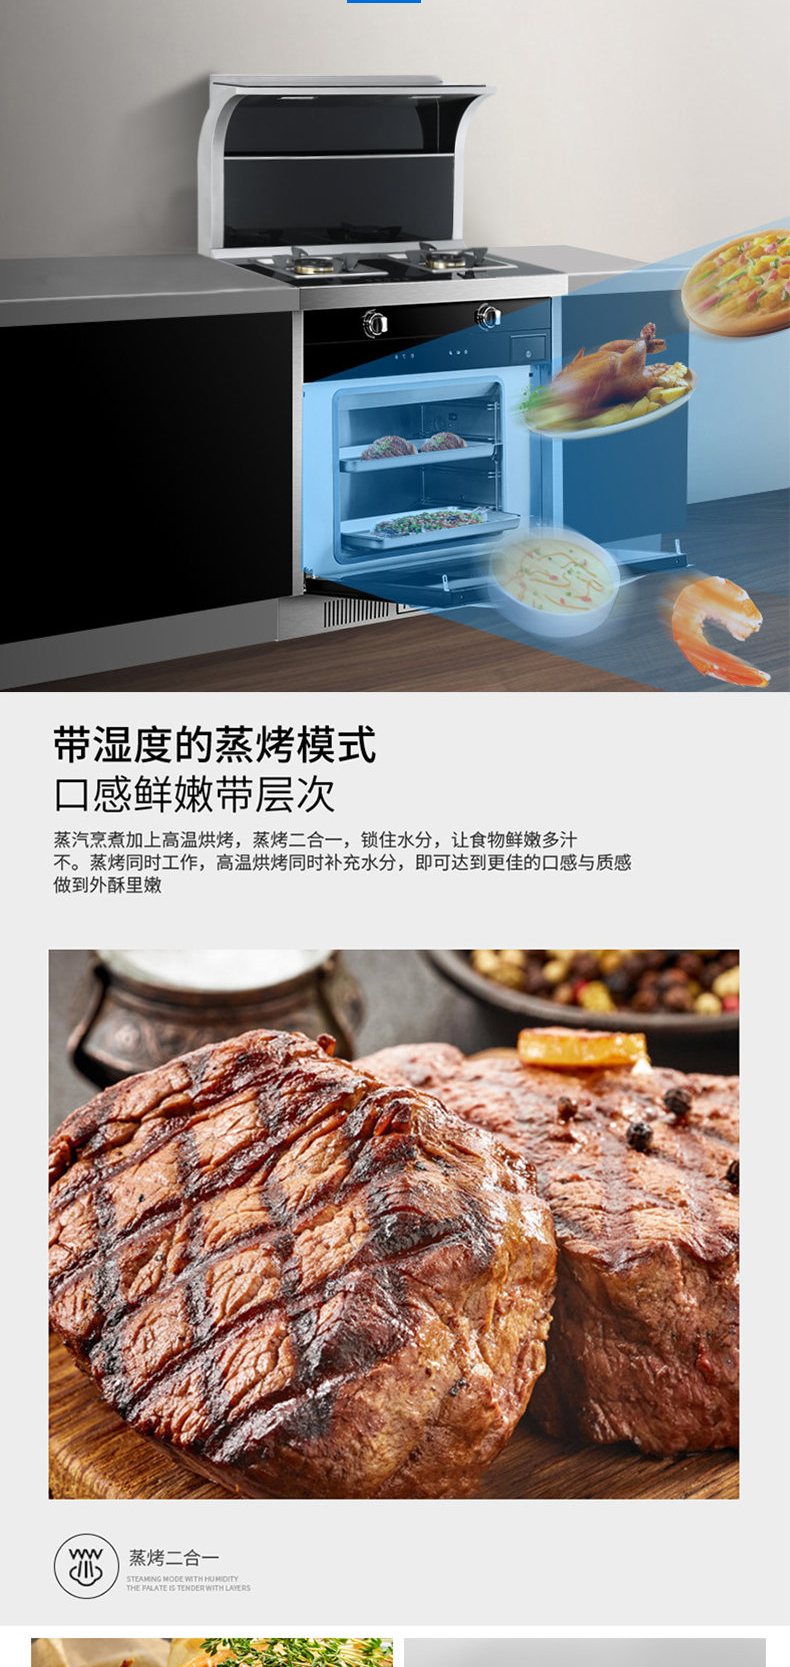 带湿度的蒸烤模式
口感鲜嫩带层次
蒸汽烹煮加上高温烘烤，蒸烤二合一，锁住水分，让食物鲜嫩多汁
不。蒸烤同时工作，高温烘烤同时补充水分，即可达到更佳的口感与质感
做到外酥里嫩
蒸烤二合一
STEAMING MODE WITH HUMIDITY
THE PALATE IS TENDER WITH LAYERS